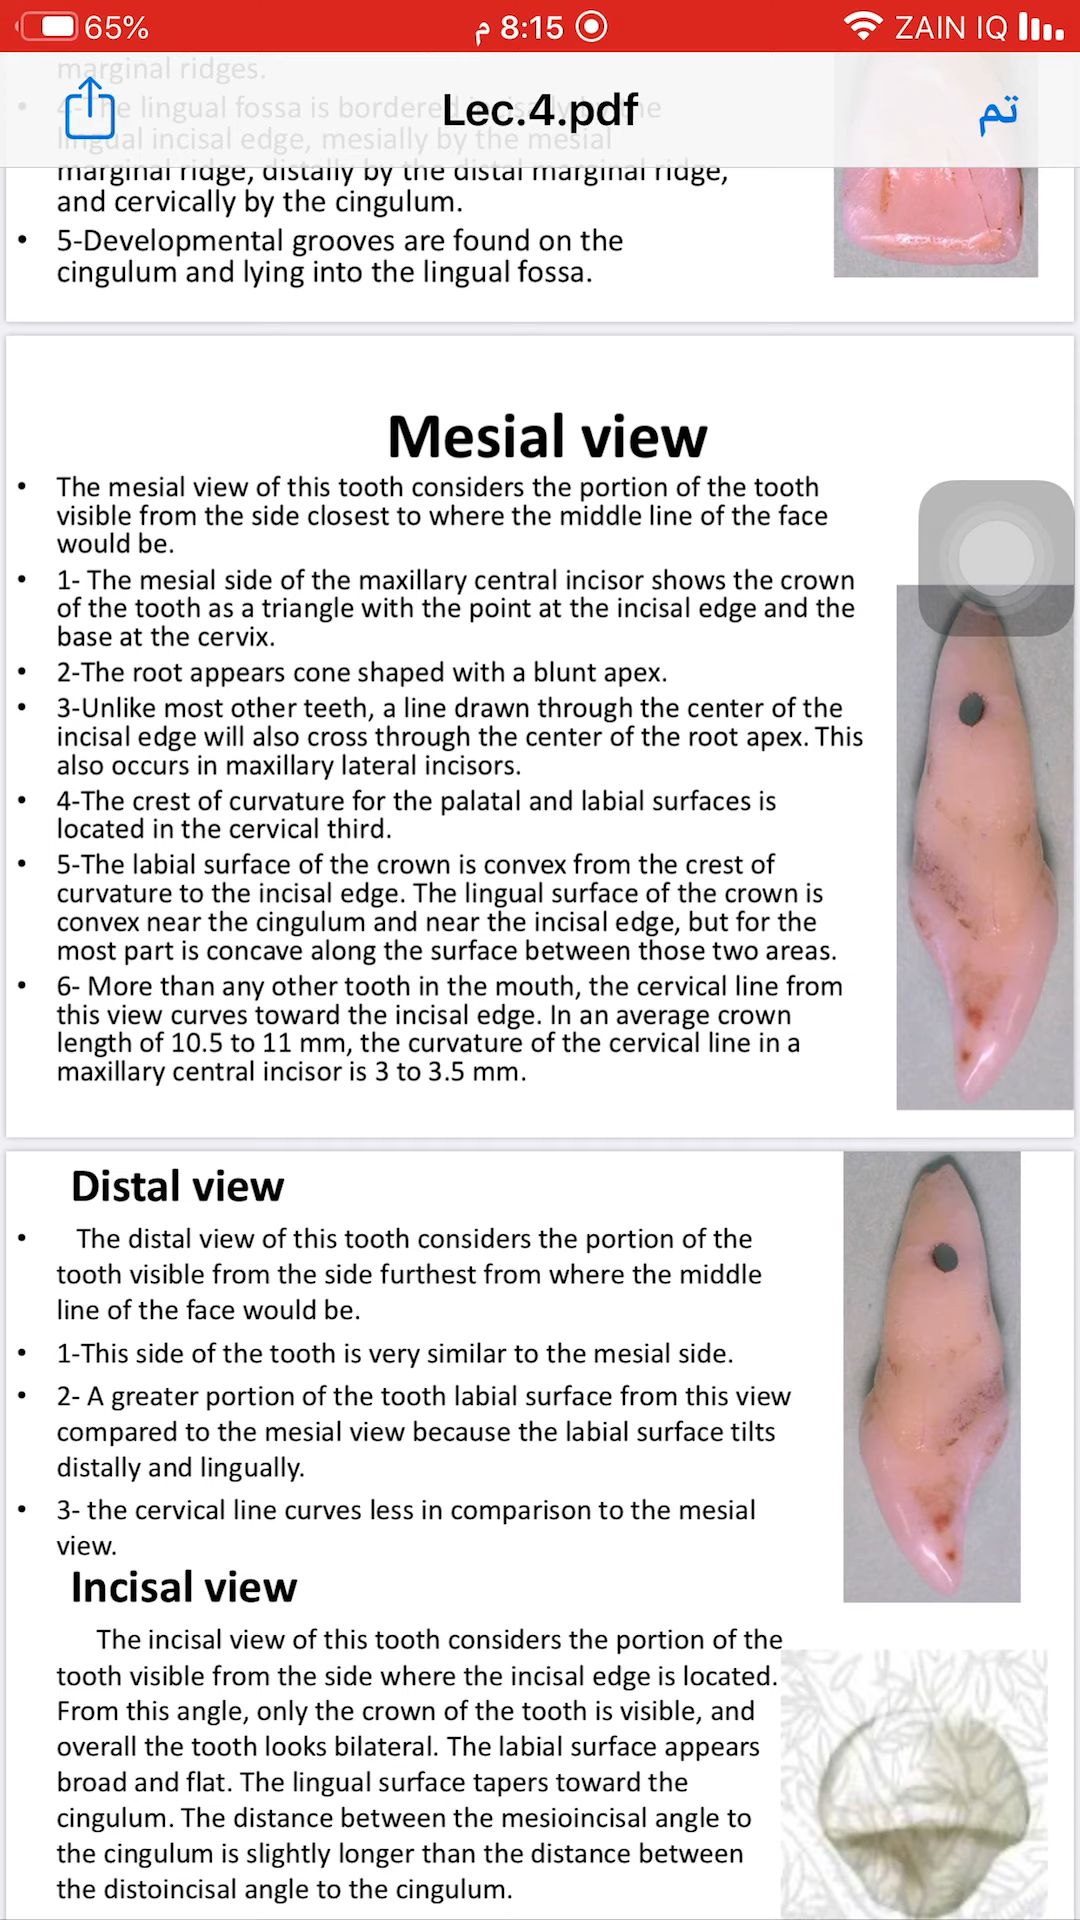 65%
8:15 م
ZAIN IQ
marginal ridges.
Lec.4.pdf
تم
4-The lingual fossa is bordered incisally by the
lingual incisal edge, mesially by the mesial
marginal ridge, distally by the distal marginal ridge,
and cervically by the cingulum.
• 5-Developmental grooves are found on the
cingulum and lying into the lingual fossa.
Mesial view
• The mesial view of this tooth considers the portion of the tooth
visible from the side closest to where the middle line of the face
would be.
• 1- The mesial side of the maxillary central incisor shows the crown
of the tooth as a triangle with the point at the incisal edge and the
base at the cervix.
• 2-The root appears cone shaped with a blunt apex.
• 3-Unlike most other teeth, a line drawn through the center of the
incisal edge will also cross through the center of the root apex. This
also occurs in maxillary lateral incisors.
• 4-The crest of curvature for the palatal and labial surfaces is
located in the cervical third.
• 5-The labial surface of the crown is convex from the crest of
curvature to the incisal edge. The lingual surface of the crown is
convex near the cingulum and near the incisal edge, but for the
most part is concave along the surface between those two areas.
• 6- More than any other tooth in the mouth, the cervical line from
this view curves toward the incisal edge. In an average crown
length of 10.5 to 11 mm, the curvature of the cervical line in a
maxillary central incisor is 3 to 3.5 mm.
Distal view
• The distal view of this tooth considers the portion of the
tooth visible from the side furthest from where the middle
line of the face would be.
• 1-This side of the tooth is very similar to the mesial side.
• 2- A greater portion of the tooth labial surface from this view
compared to the mesial view because the labial surface tilts
distally and lingually.
• 3- the cervical line curves less in comparison to the mesial
view.
Incisal view
The incisal view of this tooth considers the portion of the
tooth visible from the side where the incisal edge is located.
From this angle, only the crown of the tooth is visible, and
overall the tooth looks bilateral. The labial surface appears
broad and flat. The lingual surface tapers toward the
cingulum. The distance between the mesioincisal angle to
the cingulum is slightly longer than the distance between
the distoincisal angle to the cingulum.